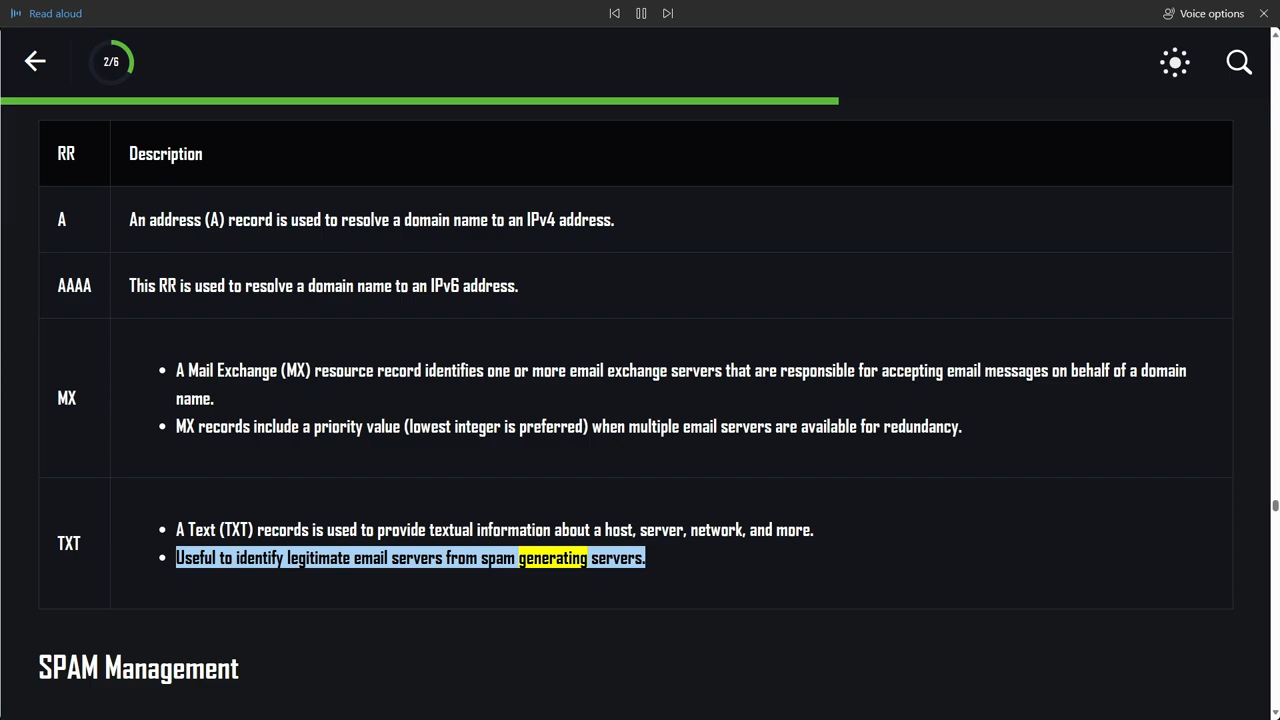 Read aloud
Voice options
2/6
RR Description
A An address (A) record is used to resolve a domain name to an IPv4 address.
AAAA This RR is used to resolve a domain name to an IPv6 address.
MX
• A Mail Exchange (MX) resource record identifies one or more email exchange servers that are responsible for accepting email messages on behalf of a domain
name.
• MX records include a priority value (lowest integer is preferred) when multiple email servers are available for redundancy.
TXT
• A Text (TXT) records is used to provide textual information about a host, server, network, and more.
• Useful to identify legitimate email servers from spam generating servers.
SPAM Management